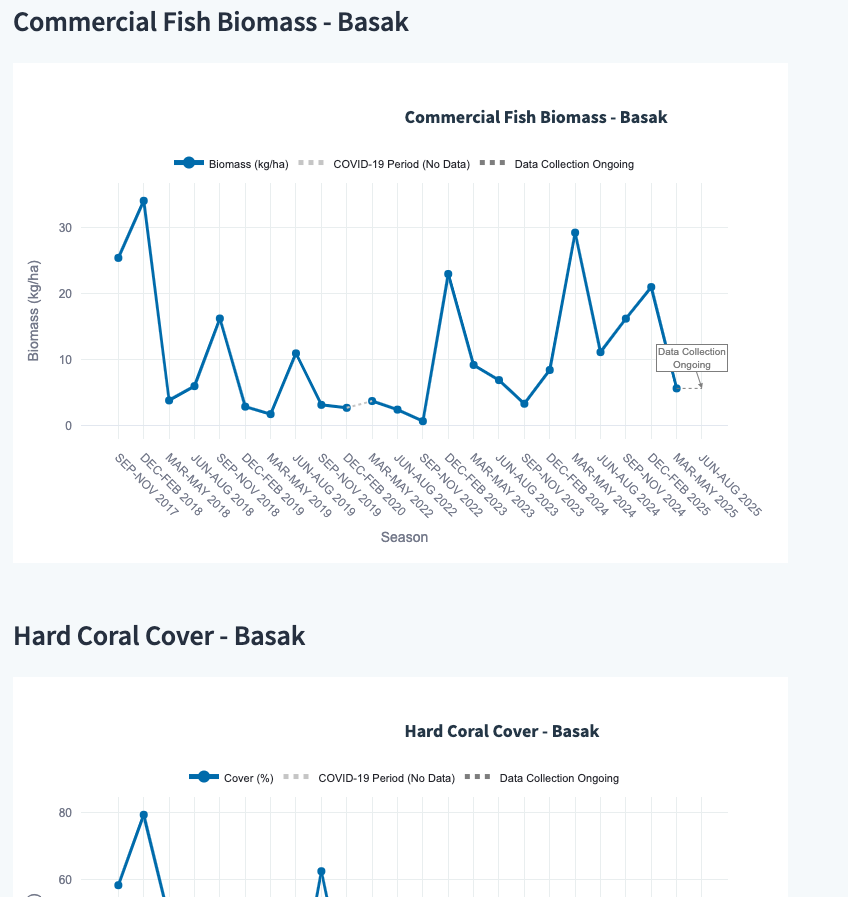 Commercial Fish Biomass - Basak
Commercial Fish Biomass - Basak
Biomass (kg/ha) COVID-19 Period (No Data) Data Collection Ongoing
30
20
10
0
Biomass (kg/ha)
Data Collection
Ongoing
SEP-NOV 2017
DEC-FEB 2018
MAR-MAY 2018
JUN-AUG 2018
SEP-NOV 2018
DEC-FEB 2019
MAR-MAY 2019
JUN-AUG 2019
SEP-NOV 2019
DEC-FEB 2020
MAR-MAY 2022
JUN-AUG 2022
SEP-NOV 2022
DEC-FEB 2023
MAR-MAY 2023
JUN-AUG 2023
SEP-NOV 2023
DEC-FEB 2024
MAR-MAY 2024
JUN-AUG 2024
SEP-NOV 2024
DEC-FEB 2025
MAR-MAY 2025
JUN-AUG 2025
Season
Hard Coral Cover - Basak
Hard Coral Cover - Basak
Cover (%) COVID-19 Period (No Data) Data Collection Ongoing
80
60
)